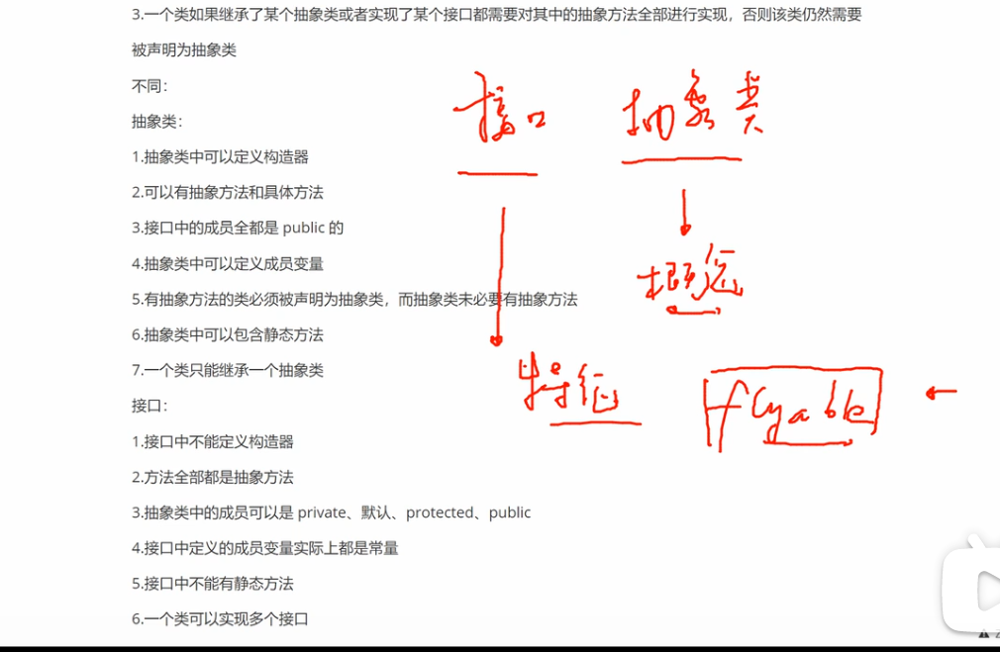 3.一个类如果继承了某个抽象类或者实现了某个接口都需要对其中的抽象方法全部进行实现，否则该类仍然需要
被声明为抽象类
不同：
抽象类：
1.抽象类中可以定义构造器
2.可以有抽象方法和具体方法
3.接口中的成员全都是 public 的
4.抽象类中可以定义成员变量
5.有抽象方法的类必须被声明为抽象类，而抽象类未必要有抽象方法
6.抽象类中可以包含静态方法
7.一个类只能继承一个抽象类
接口：
1.接口中不能定义构造器
2.方法全部都是抽象方法
3.抽象类中的成员可以是 private、默认、protected、public
4.接口中定义的成员变量实际上都是常量
5.接口中不能有静态方法
6.一个类可以实现多个接口
接口 抽象类
概念
特征 flyable